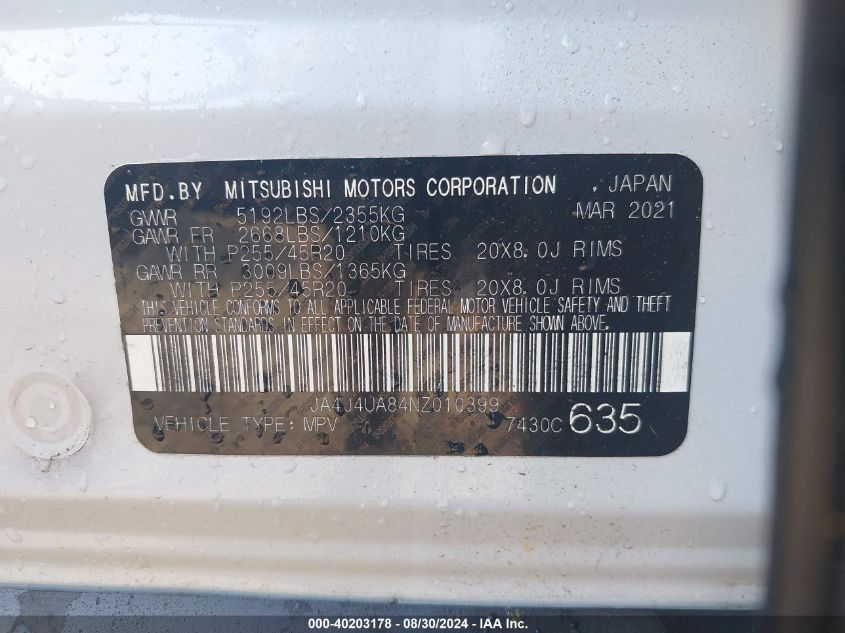 MFD.BY MITSUBISHI MOTORS CORPORATION , JAPAN
GVWR 5192LBS/2355KG MAR 2021
GAWR FR 2668LBS/1210KG
WITH P255/45R20 TIRES 20X8.0J RIMS
GAWR RR 3009LBS/1365KG
WITH P255/45R20 TIRES 20X8.0J RIMS
THIS VEHICLE CONFORMS TO ALL APPLICABLE FEDERAL MOTOR VEHICLE SAFETY AND THEFT
PREVENTION STANDARDS IN EFFECT ON THE DATE OF MANUFACTURE SHOWN ABOVE.
JA4J4UA84NZ010399
VEHICLE TYPE: MPV 7430C 635
000-40203178 - 08/30/2024 - IAA Inc.